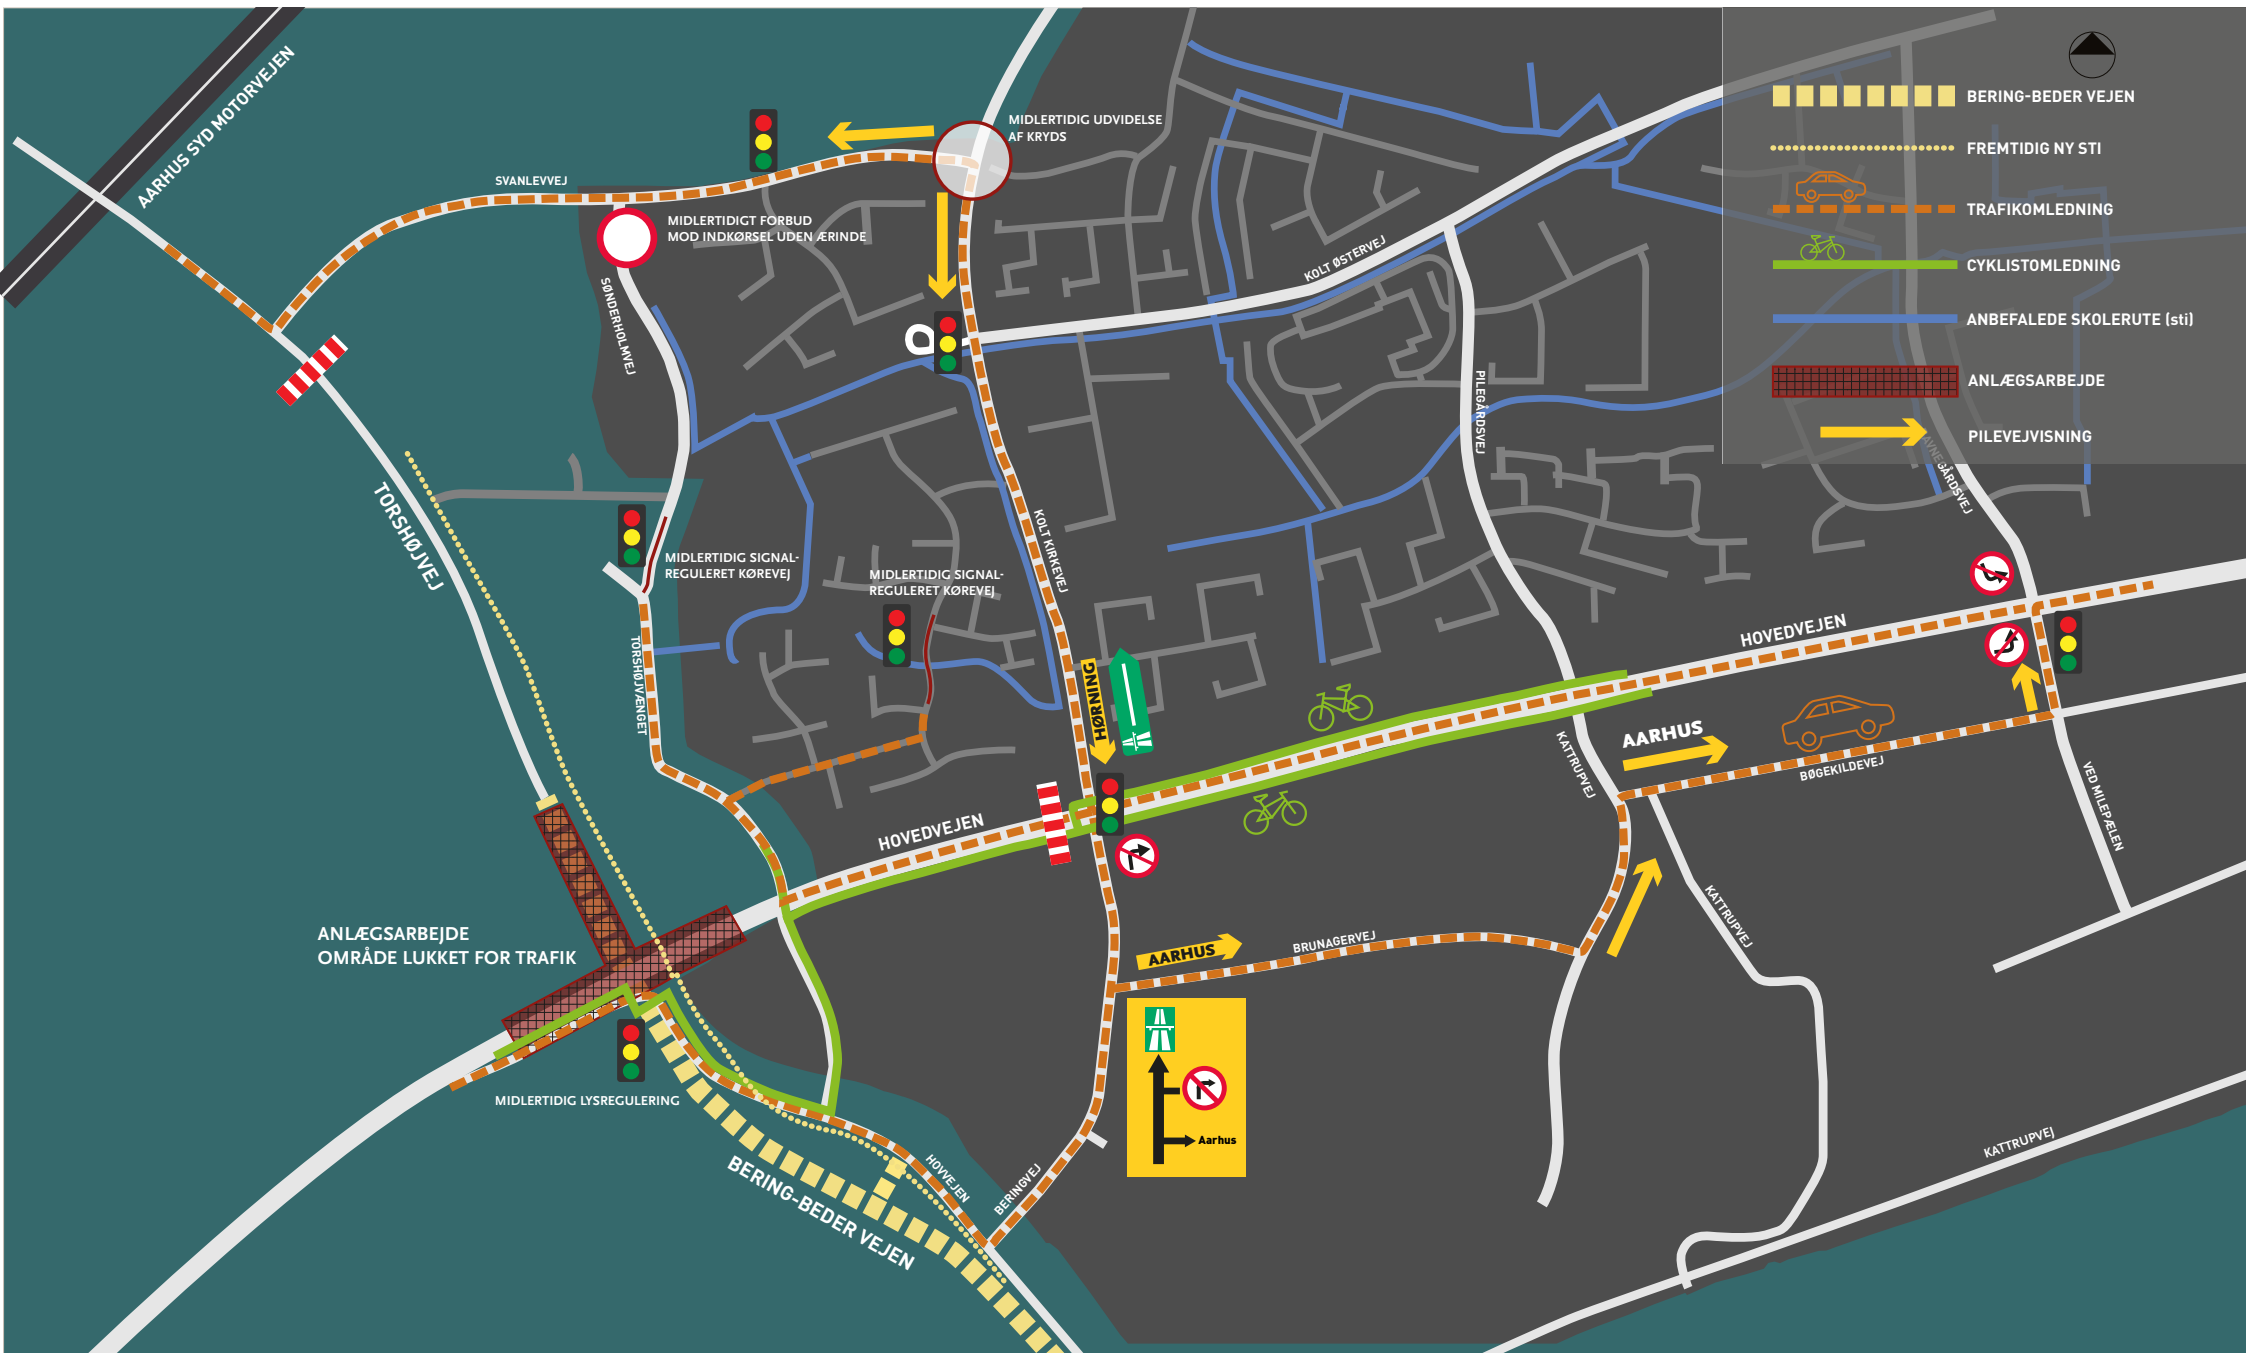 AARHUS SYD MOTORVEJEN
MIDLERTIDIG UDVIDELSE
AF KRYDS
SVANLEVVEJ
MIDLERTIDIGT FORBUD
MOD INDKØRSEL UDEN ÆRINDE
SØNDERHOLMVEJ
KOLT ØSTERVEJ
PILEGÅRDSVEJ
BERING-BEDER VEJEN
FREMTIDIG NY STI
TRAFIKOMLEDNING
CYKLISTOMLEDNING
ANBEFALEDE SKOLERUTE (sti)
ANLÆGSARBEJDE
PILEVEJVISNING
AVNEGÅRDSVEJ
TORSHØJVEJ
MIDLERTIDIG SIGNAL-
REGULERET KØREVEJ
MIDLERTIDIG SIGNAL-
REGULERET KØREVEJ
KOLT KIRKEVEJ
TORSHØJVÆNGET
HØRNING
HOVEDVEJEN
AARHUS
BØGEKILDEVEJ
KATTRUPVEJ
VED MILEPÆLEN
HOVEDVEJEN
KATTRUPVEJ
ANLÆGSARBEJDE
OMRÅDE LUKKET FOR TRAFIK
AARHUS
BRUNAGERVEJ
MIDLERTIDIG LYSREGULERING
Aarhus
KATTRUPVEJ
BERING-BEDER VEJEN
HOVVEJEN
BERINGVEJ